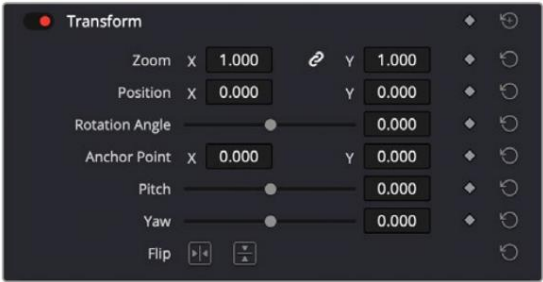 Transform
Zoom X 1.000 Y 1.000
Position X 0.000 Y 0.000
Rotation Angle 0.000
Anchor Point X 0.000 Y 0.000
Pitch 0.000
Yaw 0.000
Flip